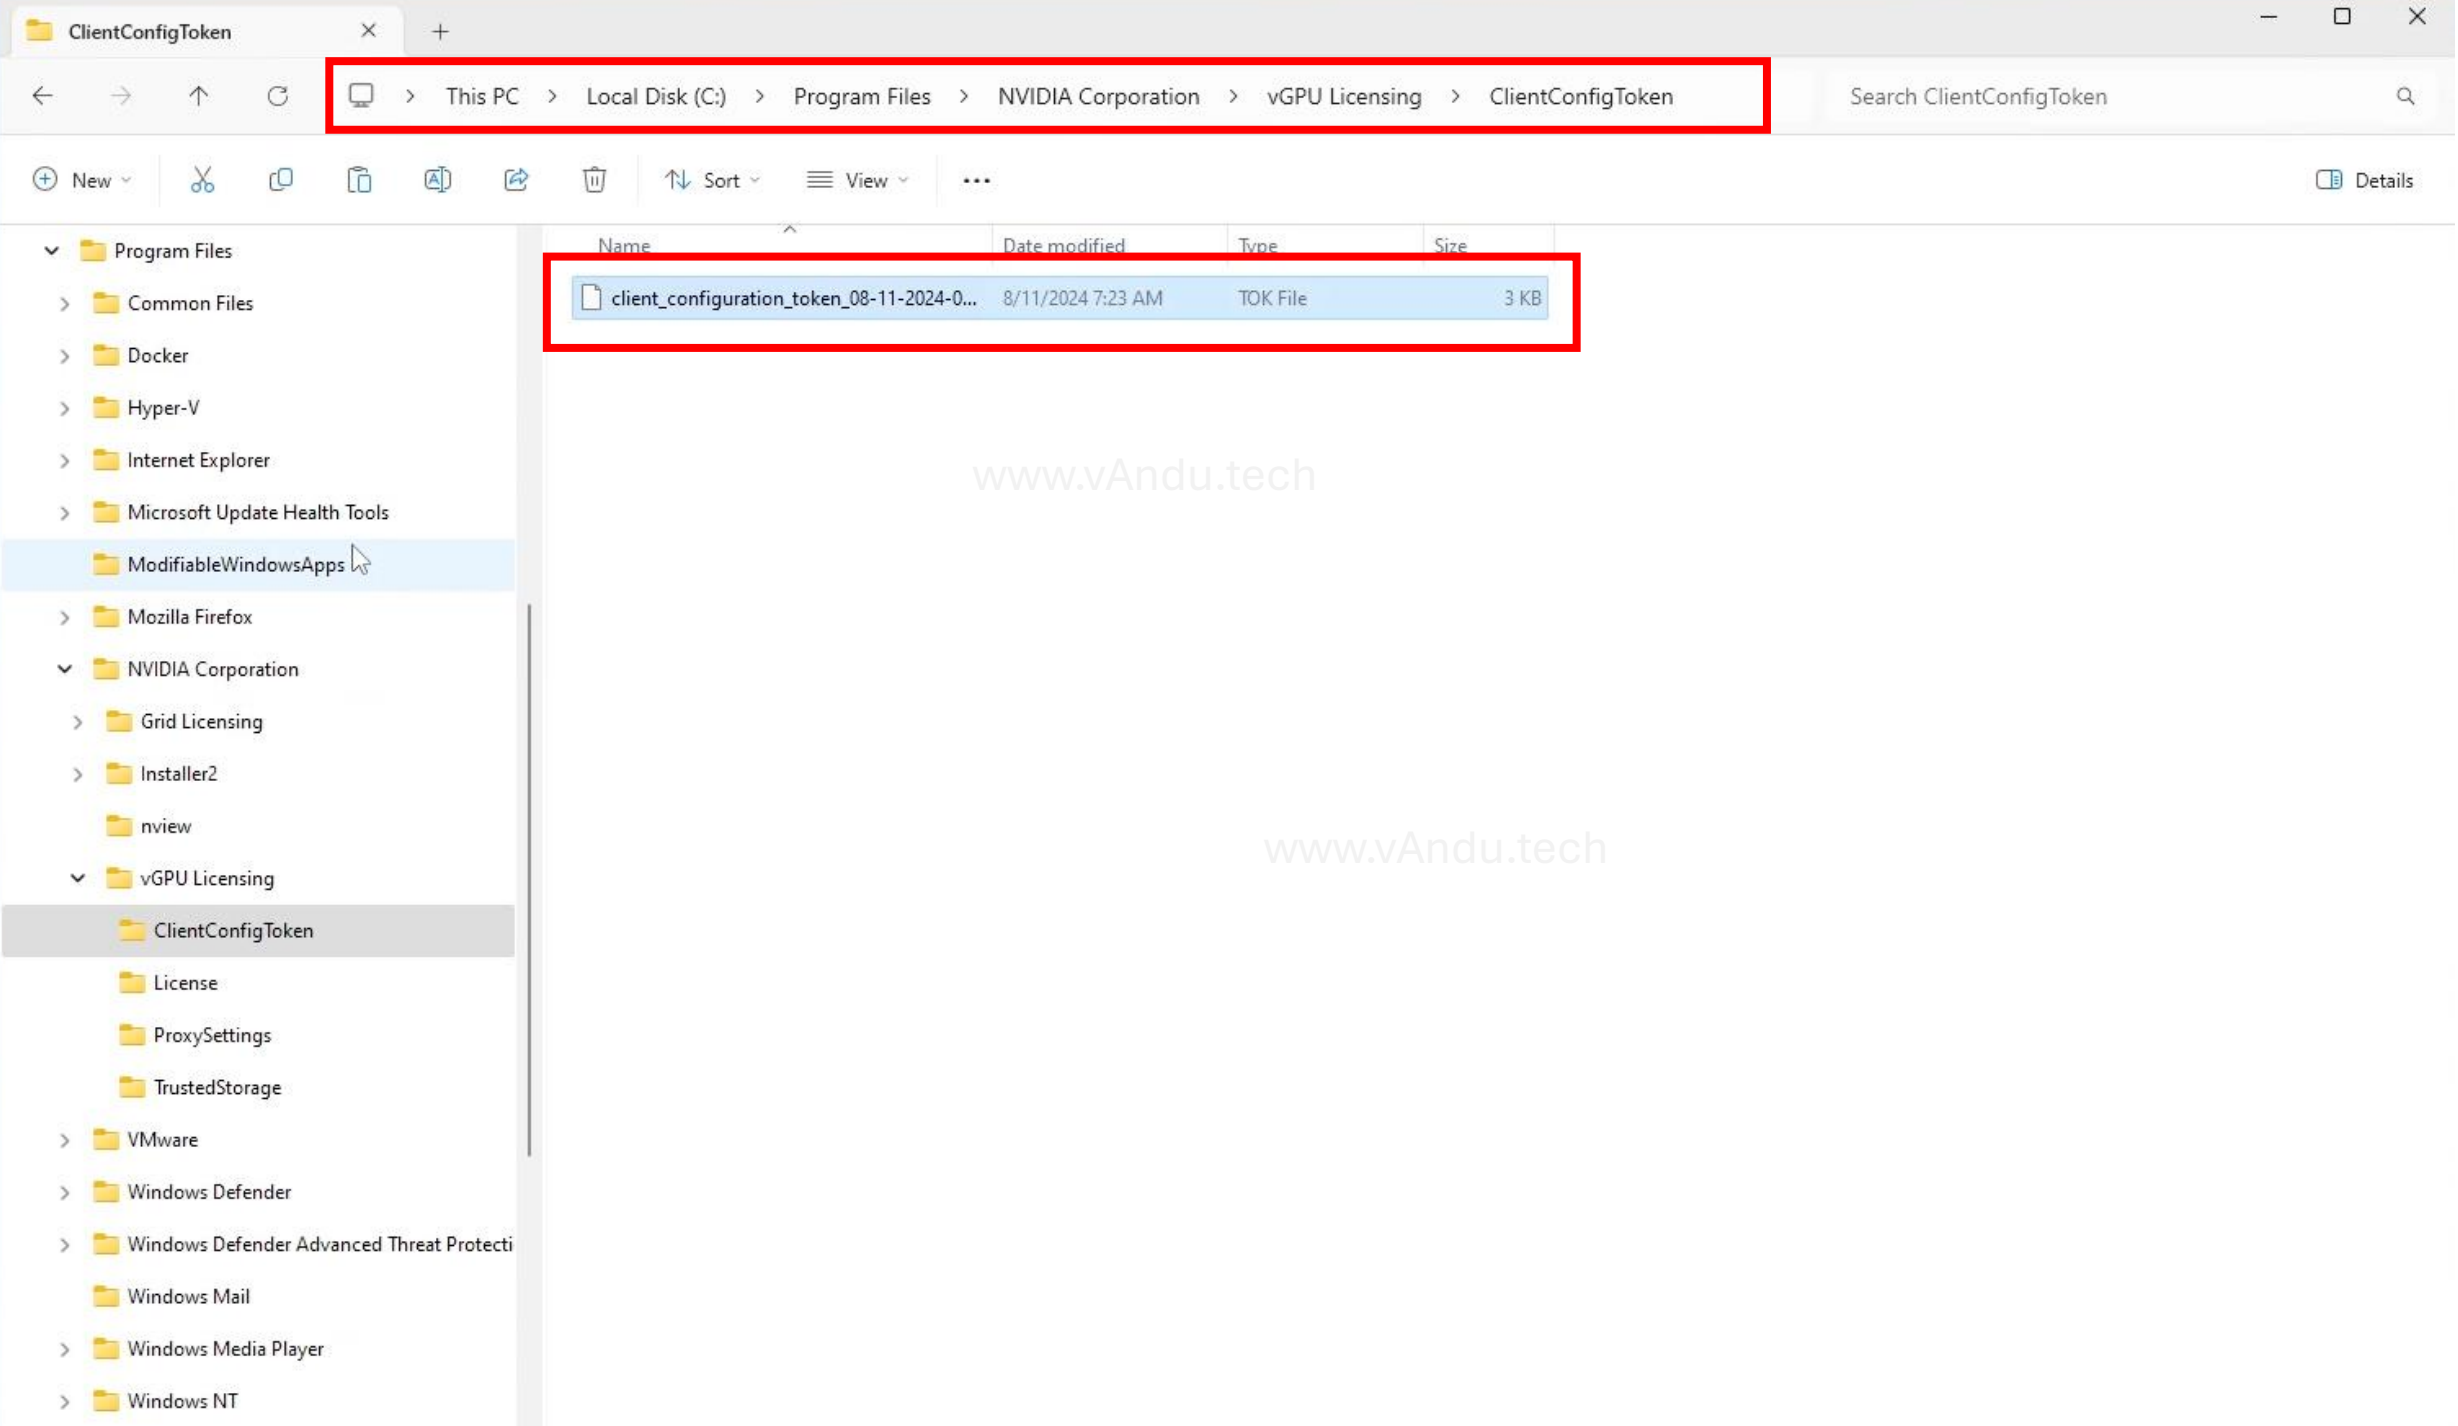 ClientConfigToken
This PC > Local Disk (C:) > Program Files > NVIDIA Corporation > vGPU Licensing > ClientConfigToken
Search ClientConfigToken
New
Sort
View
Details
Program Files
Common Files
Docker
Hyper-V
Internet Explorer
Microsoft Update Health Tools
ModifiableWindowsApps
Mozilla Firefox
NVIDIA Corporation
Grid Licensing
Installer2
nview
vGPU Licensing
ClientConfigToken
License
ProxySettings
TrustedStorage
VMware
Windows Defender
Windows Defender Advanced Threat Protecti
Windows Mail
Windows Media Player
Windows NT
Name Date modified Type Size
client_configuration_token_08-11-2024-0... 8/11/2024 7:23 AM TOK File 3 KB
www.vAndu.tech
www.vAndu.tech